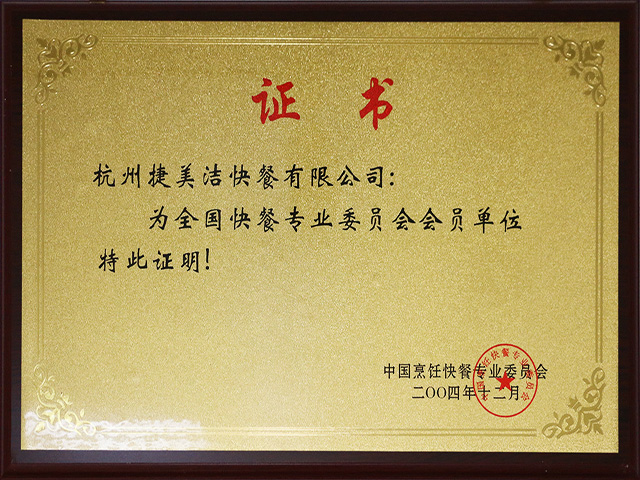 证 书
杭州捷美洁快餐有限公司:
为全国快餐专业委员会会员单位
特此证明!
中国烹饪快餐专业委员会
二OO四年十二月